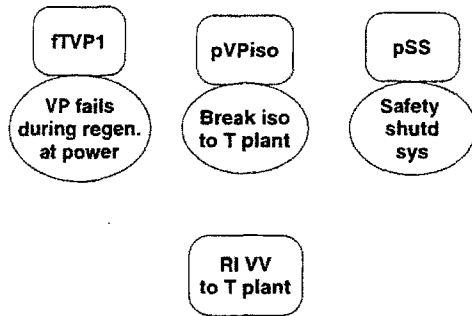 fTVP1
pVPiso
pSS
VP fails
during regen.
at power
Break iso
to T plant
Safety
shutd
sys
RI VV
to T plant